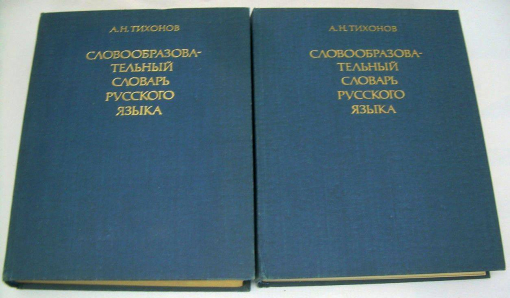 А.Н.ТИХОНОВ
СЛОВООБРАЗОВА-
ТЕЛЬНЫЙ
СЛОВАРЬ
РУССКОГО
ЯЗЫКА
А.Н.ТИХОНОВ
СЛОВООБРАЗОВА-
ТЕЛЬНЫЙ
СЛОВАРЬ
РУССКОГО
ЯЗЫКА